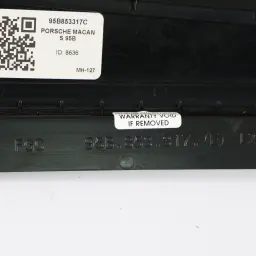 95B853317C
PORSCHE MACAN
S 95B
ID: 8636
MH-127
WARRANTY VOID
IF REMOVED